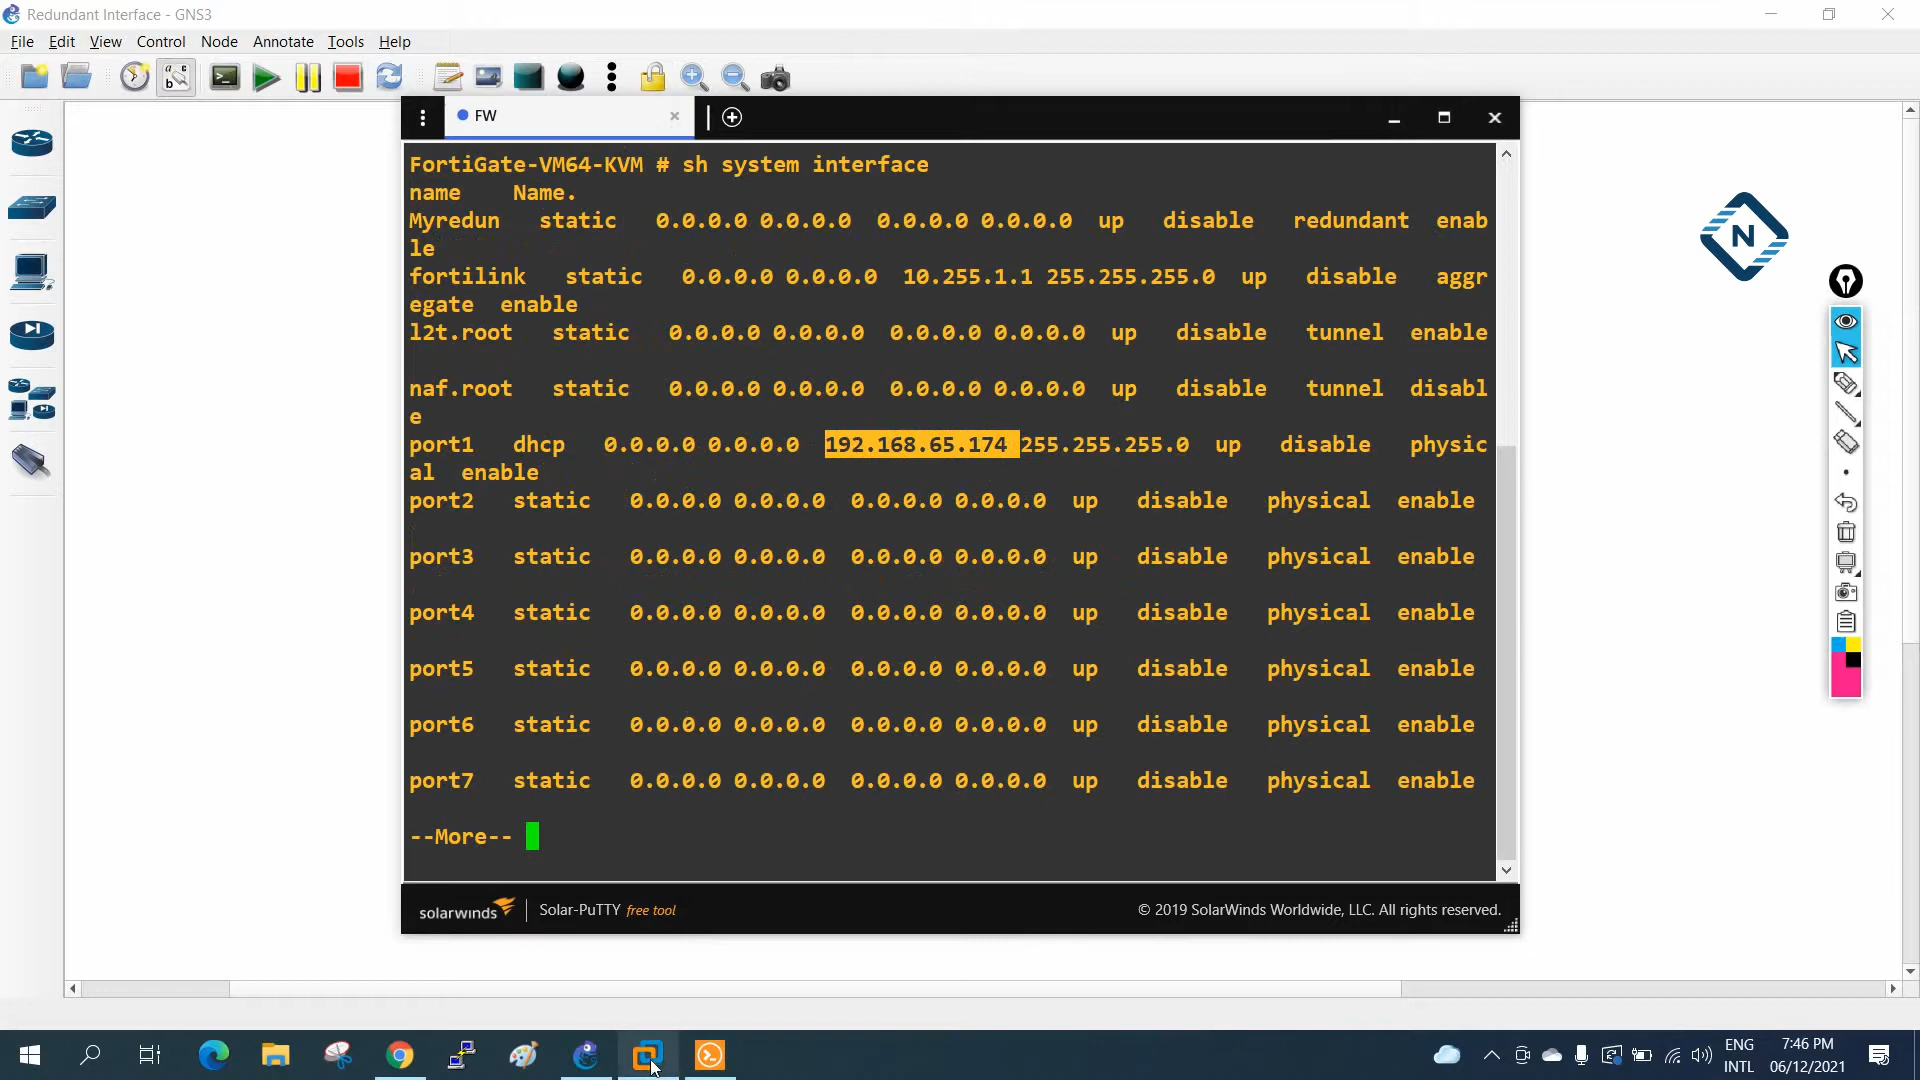 Redundant Interface - GNS3
File Edit View Control Node Annotate Tools Help
FW
FortiGate-VM64-KVM # sh system interface
name    Name.
Myredun   static   0.0.0.0 0.0.0.0  0.0.0.0 0.0.0.0  up   disable   redundant  enab
le
fortilink   static   0.0.0.0 0.0.0.0  10.255.1.1 255.255.255.0  up   disable   aggr
egate  enable
l2t.root   static   0.0.0.0 0.0.0.0  0.0.0.0 0.0.0.0  up   disable   tunnel  enable
naf.root   static   0.0.0.0 0.0.0.0  0.0.0.0 0.0.0.0  up   disable   tunnel  disabl
e
port1   dhcp   0.0.0.0 0.0.0.0  192.168.65.174 255.255.255.0  up   disable   physic
al  enable
port2   static   0.0.0.0 0.0.0.0  0.0.0.0 0.0.0.0  up   disable   physical  enable
port3   static   0.0.0.0 0.0.0.0  0.0.0.0 0.0.0.0  up   disable   physical  enable
port4   static   0.0.0.0 0.0.0.0  0.0.0.0 0.0.0.0  up   disable   physical  enable
port5   static   0.0.0.0 0.0.0.0  0.0.0.0 0.0.0.0  up   disable   physical  enable
port6   static   0.0.0.0 0.0.0.0  0.0.0.0 0.0.0.0  up   disable   physical  enable
port7   static   0.0.0.0 0.0.0.0  0.0.0.0 0.0.0.0  up   disable   physical  enable
--More--
solarwinds Solar-PuTTY free tool © 2019 SolarWinds Worldwide, LLC. All rights reserved.
N
ENG 7:46 PM
INTL 06/12/2021